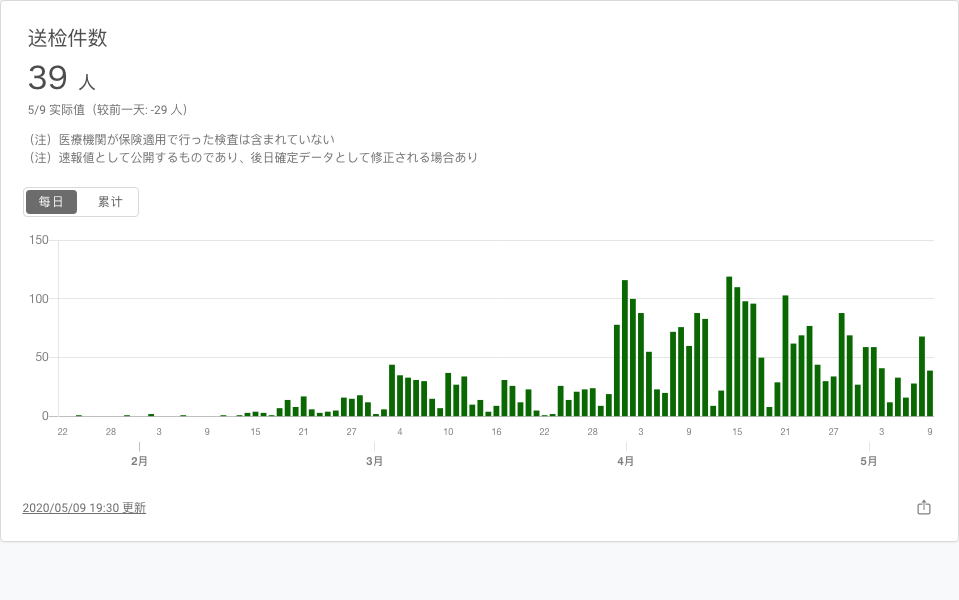 送检件数
39 人
5/9 实际值（较前一天: -29 人）
（注）医療機関が保険適用で行った検査は含まれていない
（注）速報値として公開するものであり、後日確定データとして修正される場合あり
每日 累计
150
100
50
0
22 28 3 9 15 21 27 4 10 16 22 28 3 9 15 21 27 3 9
2月 3月 4月 5月
2020/05/09 19:30 更新